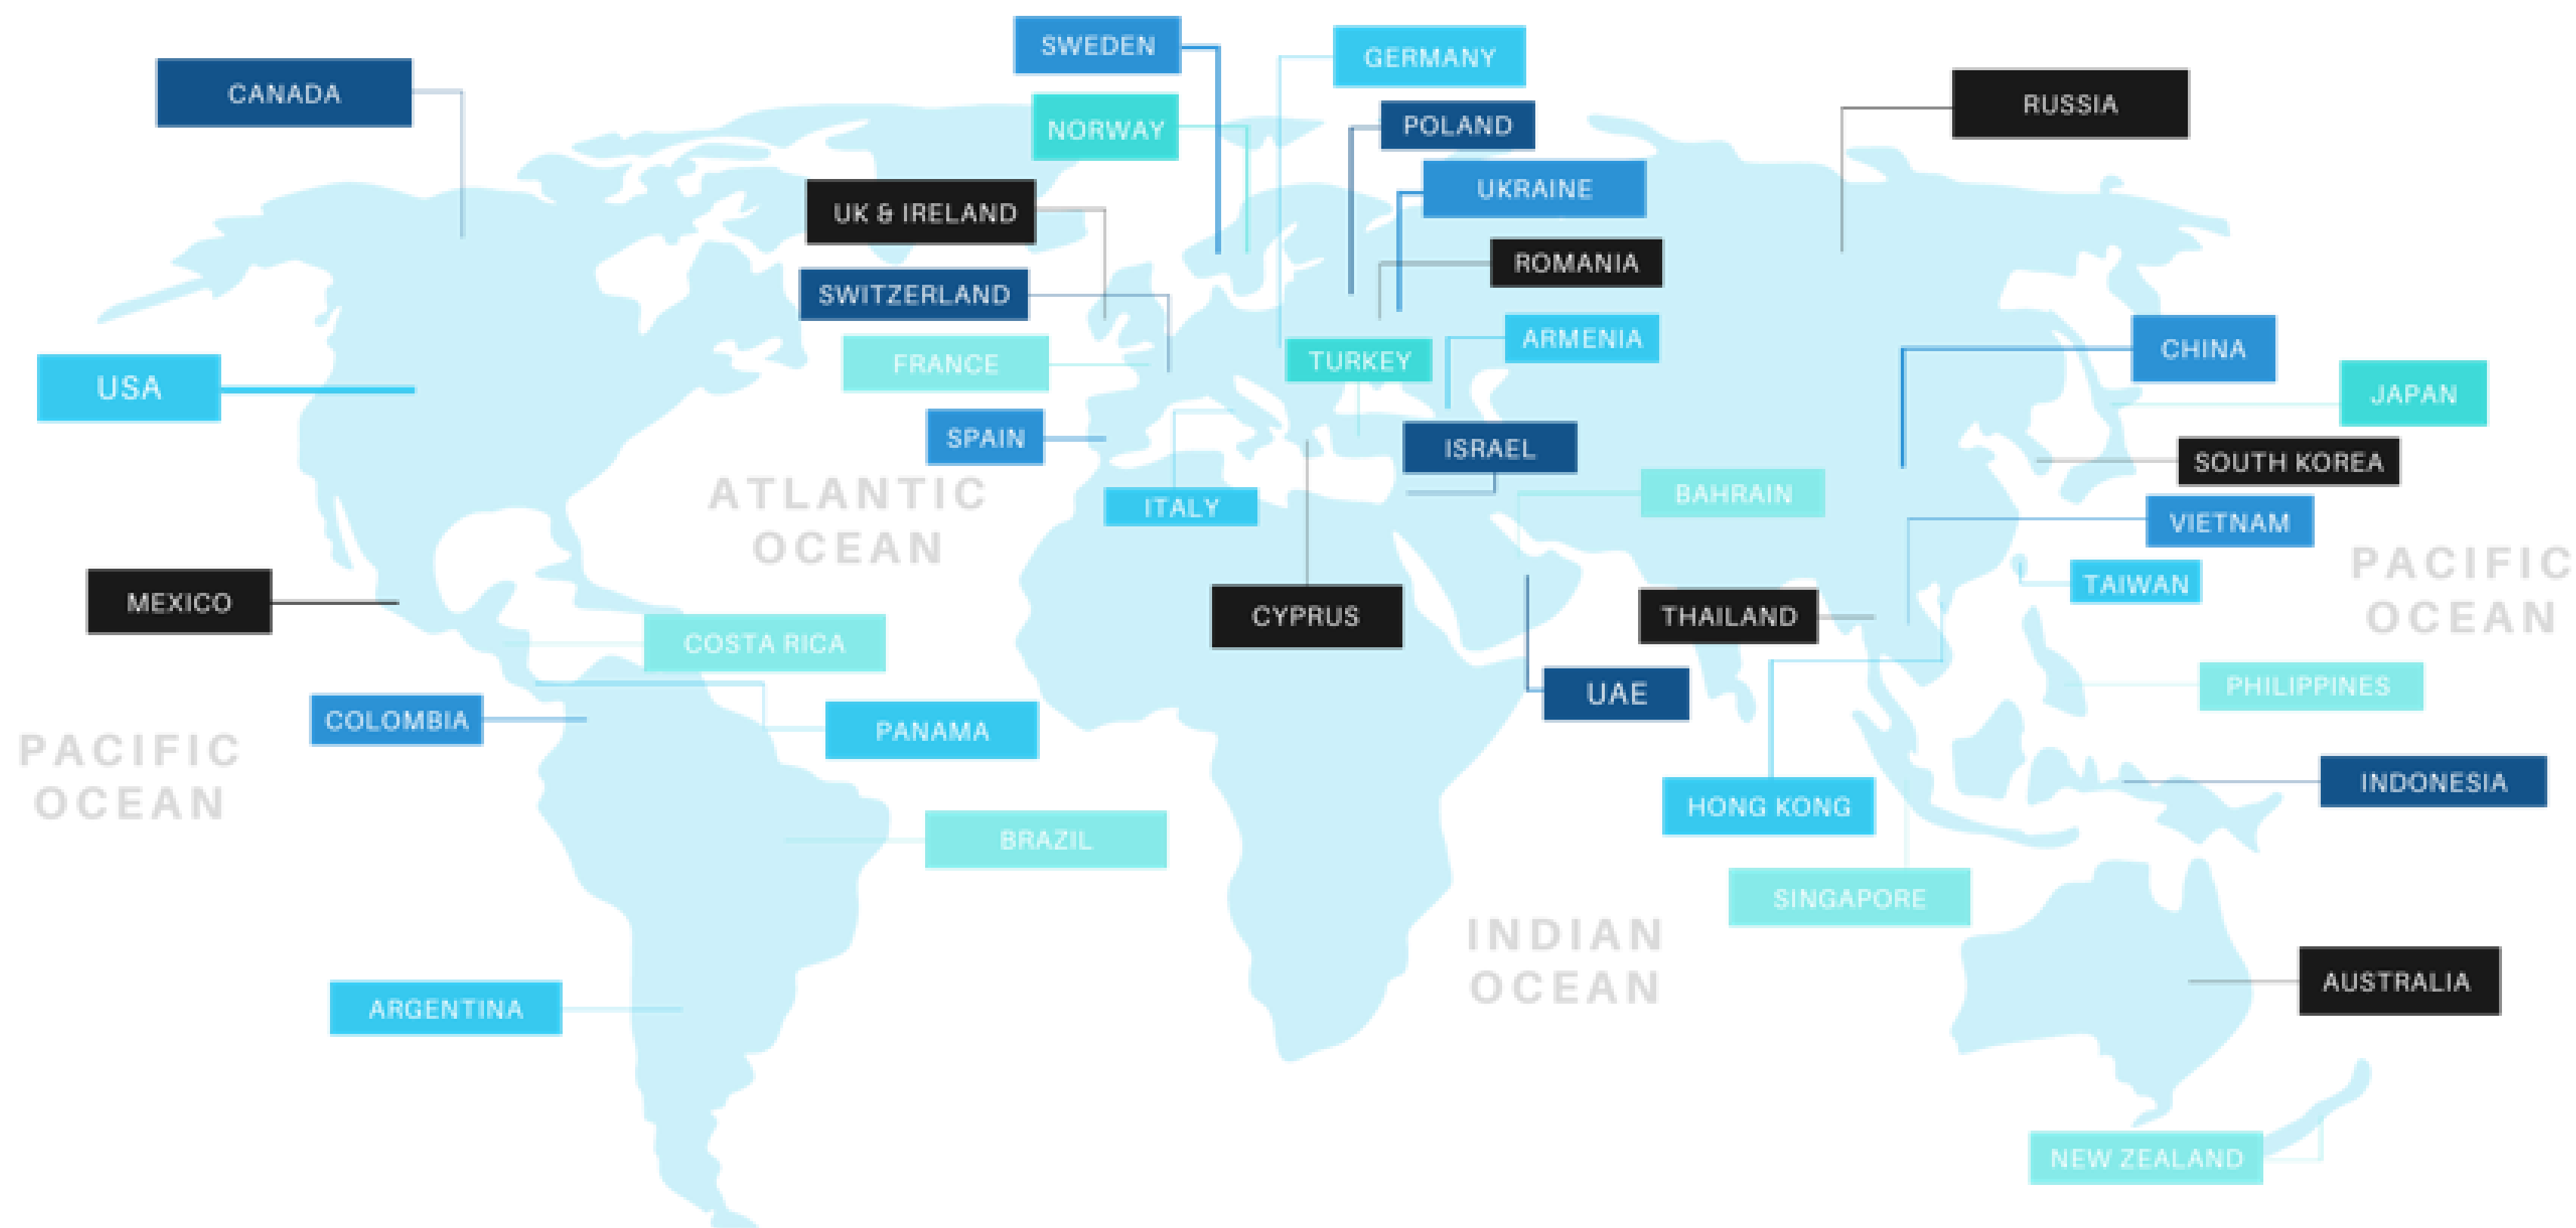 SWEDEN
GERMANY
CANADA
RUSSIA
NORWAY
POLAND
UKRAINE
UK & IRELAND
ROMANIA
SWITZERLAND
ARMENIA
CHINA
FRANCE
TURKEY
USA
JAPAN
SPAIN
ISRAEL
SOUTH KOREA
ATLANTIC
OCEAN
BAHRAIN
ITALY
VIETNAM
PACIFIC
OCEAN
TAIWAN
MEXICO
CYPRUS
THAILAND
COSTA RICA
PHILIPPINES
UAE
COLOMBIA
PANAMA
PACIFIC
OCEAN
INDONESIA
HONG KONG
BRAZIL
SINGAPORE
INDIAN
OCEAN
AUSTRALIA
ARGENTINA
NEW ZEALAND